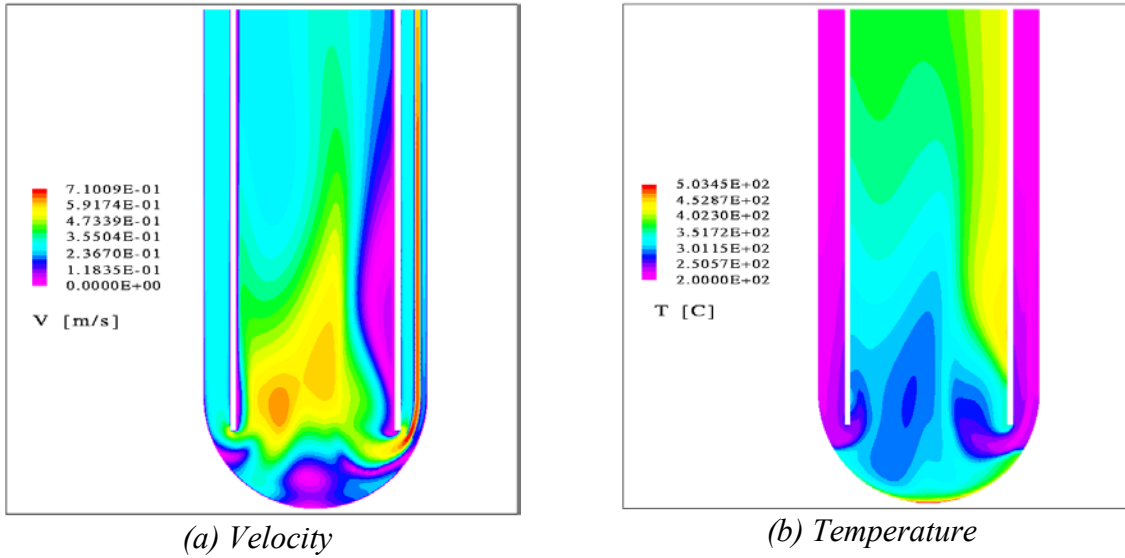 7.1009E-01
5.9174E-01
4.7339E-01
3.5504E-01
2.3670E-01
1.1835E-01
0.0000E+00
V [m/s]
5.0345E+02
4.5287E+02
4.0230E+02
3.5172E+02
3.0115E+02
2.5057E+02
2.0000E+02
T [C]
(a) Velocity
(b) Temperature